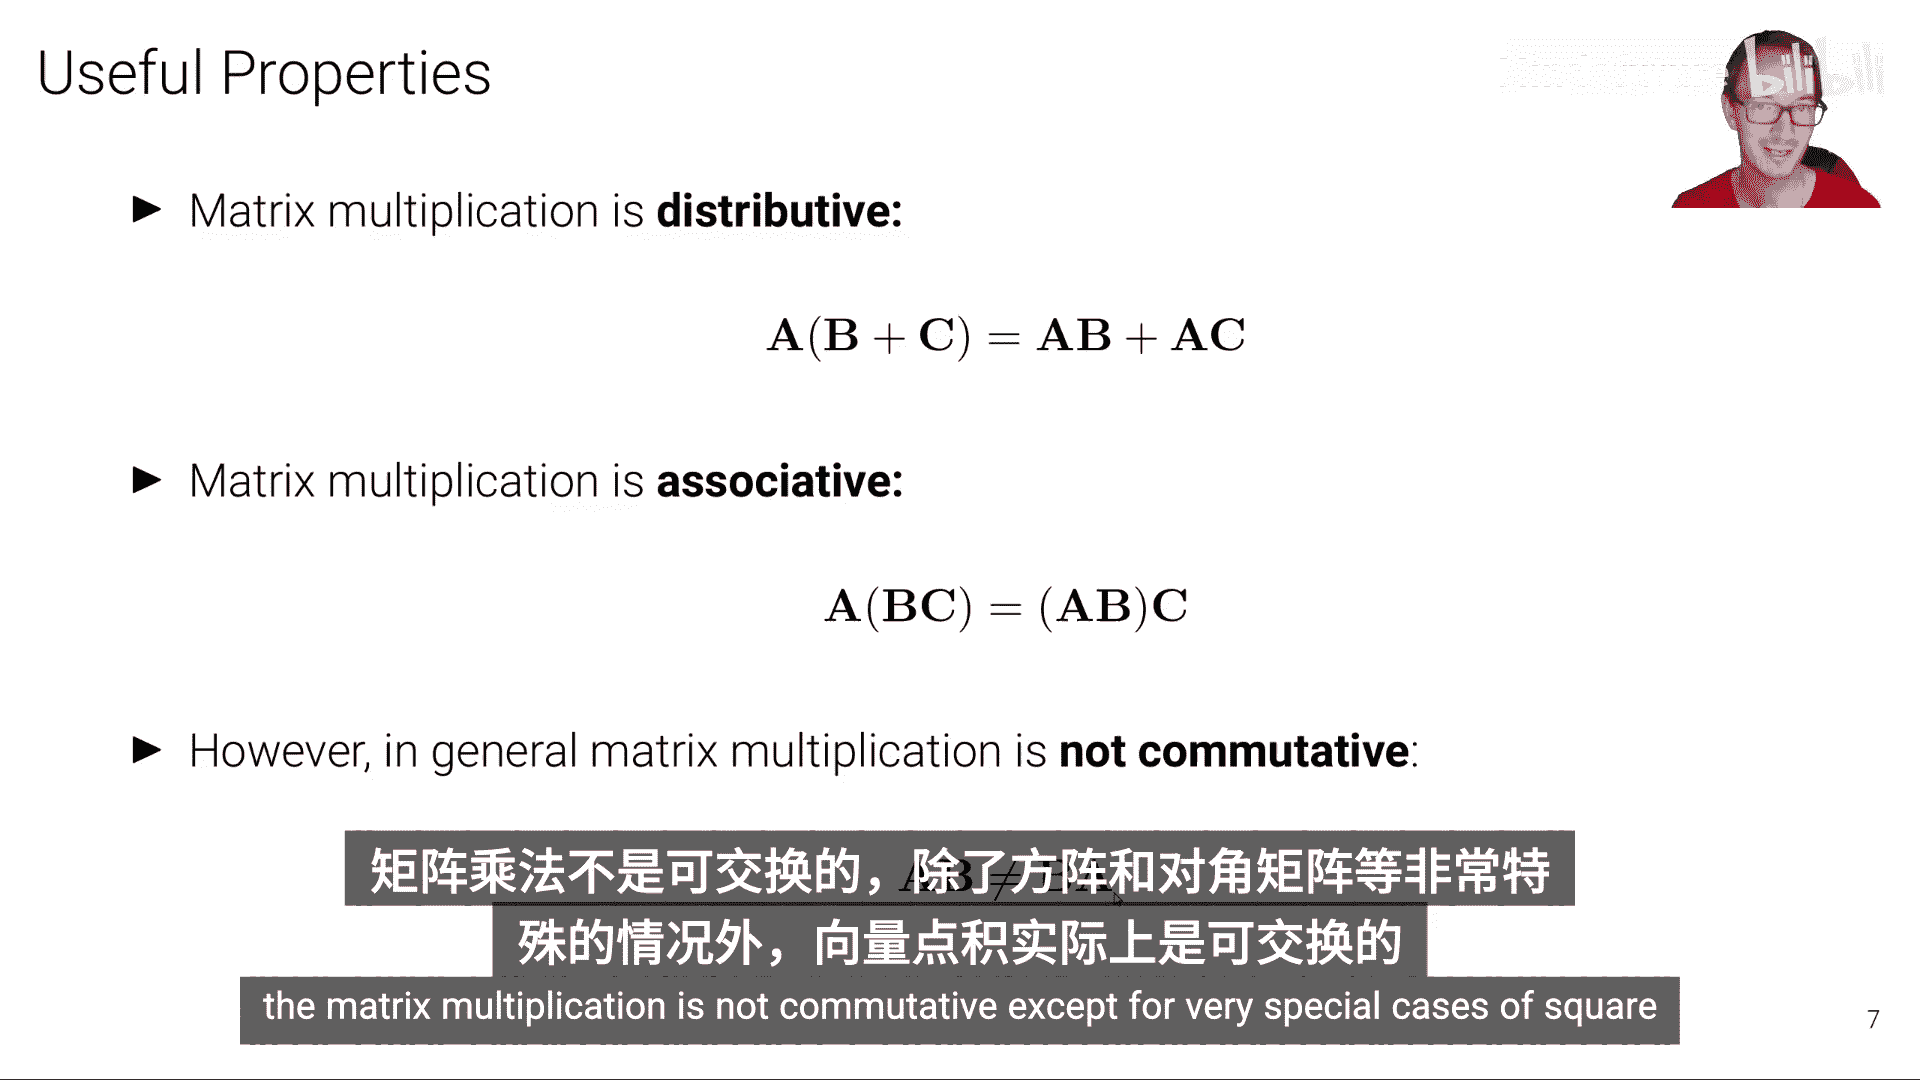 Useful Properties
bilibili
▶ Matrix multiplication is distributive:
A(B + C) = AB + AC
▶ Matrix multiplication is associative:
A(BC) = (AB)C
▶ However, in general matrix multiplication is not commutative:
AB ≠ BA
矩阵乘法不是可交换的，除了方阵和对角矩阵等非常特
殊的情况外，向量点积实际上是可交换的
the matrix multiplication is not commutative except for very special cases of square
7